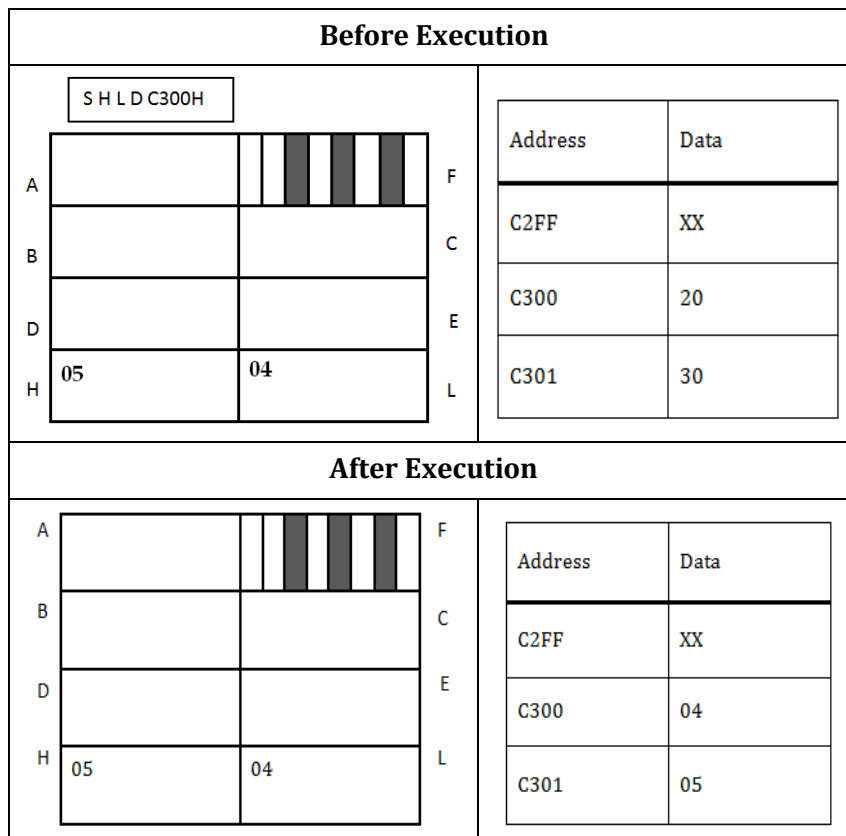 Before Execution
S H L D C300H
A F
B C
D E
H 05 04 L
Address Data
C2FF XX
C300 20
C301 30
After Execution
A F
B C
D E
H 05 04 L
Address Data
C2FF XX
C300 04
C301 05